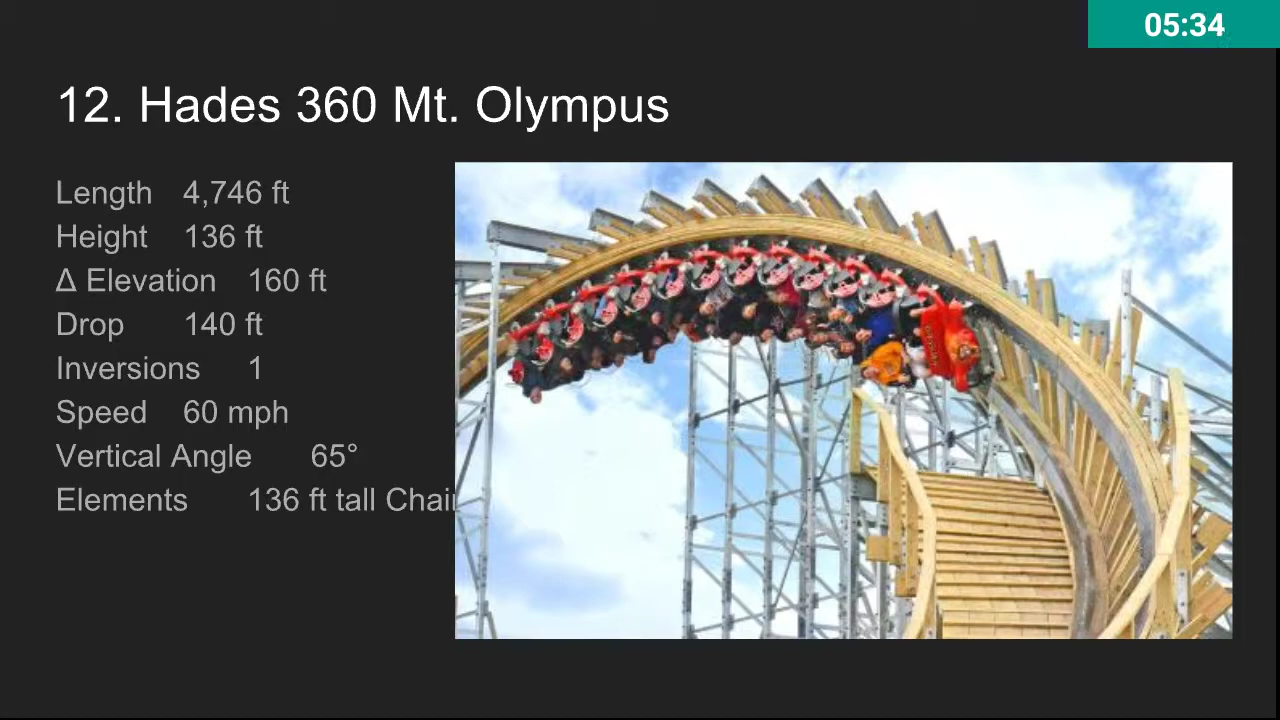 05:34
12. Hades 360 Mt. Olympus
Length 4,746 ft
Height 136 ft
Δ Elevation 160 ft
Drop 140 ft
Inversions 1
Speed 60 mph
Vertical Angle 65°
Elements 136 ft tall